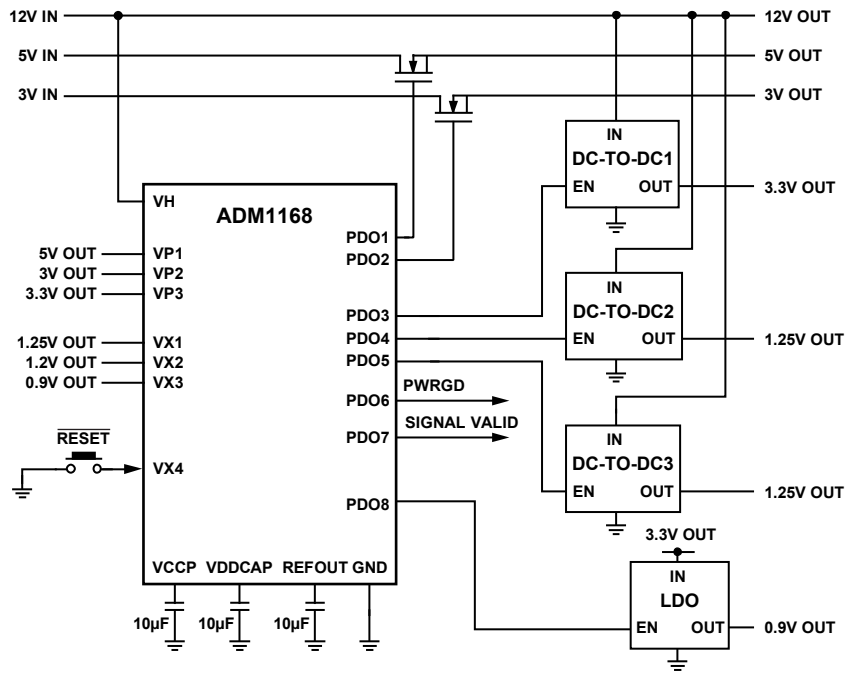 12V IN
12V OUT
5V IN
5V OUT
3V IN
3V OUT
IN
DC-TO-DC1
EN OUT
3.3V OUT
VH
ADM1168
PDO1
5V OUT VP1
PDO2
3V OUT VP2
3.3V OUT VP3
IN
DC-TO-DC2
PDO3
EN OUT
1.25V OUT
1.25V OUT VX1
PDO4
1.2V OUT VX2
PDO5
0.9V OUT VX3
PWRGD
PDO6
SIGNAL VALID
PDO7
RESET
VX4
IN
DC-TO-DC3
EN OUT
1.25V OUT
PDO8
3.3V OUT
VCCP VDDCAP REFOUT GND
IN
LDO
10µF 10µF 10µF
EN OUT
0.9V OUT